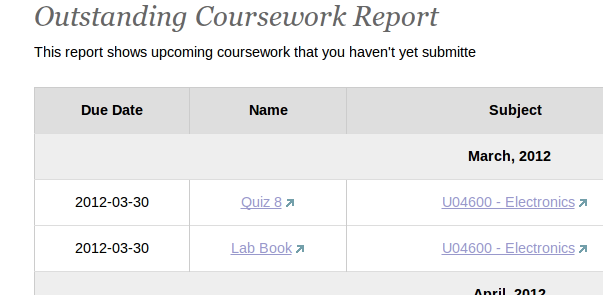 Outstanding Coursework Report
This report shows upcoming coursework that you haven't yet submitte
Due Date Name Subject
March, 2012
2012-03-30 Quiz 8 U04600 - Electronics
2012-03-30 Lab Book U04600 - Electronics
April, 2012